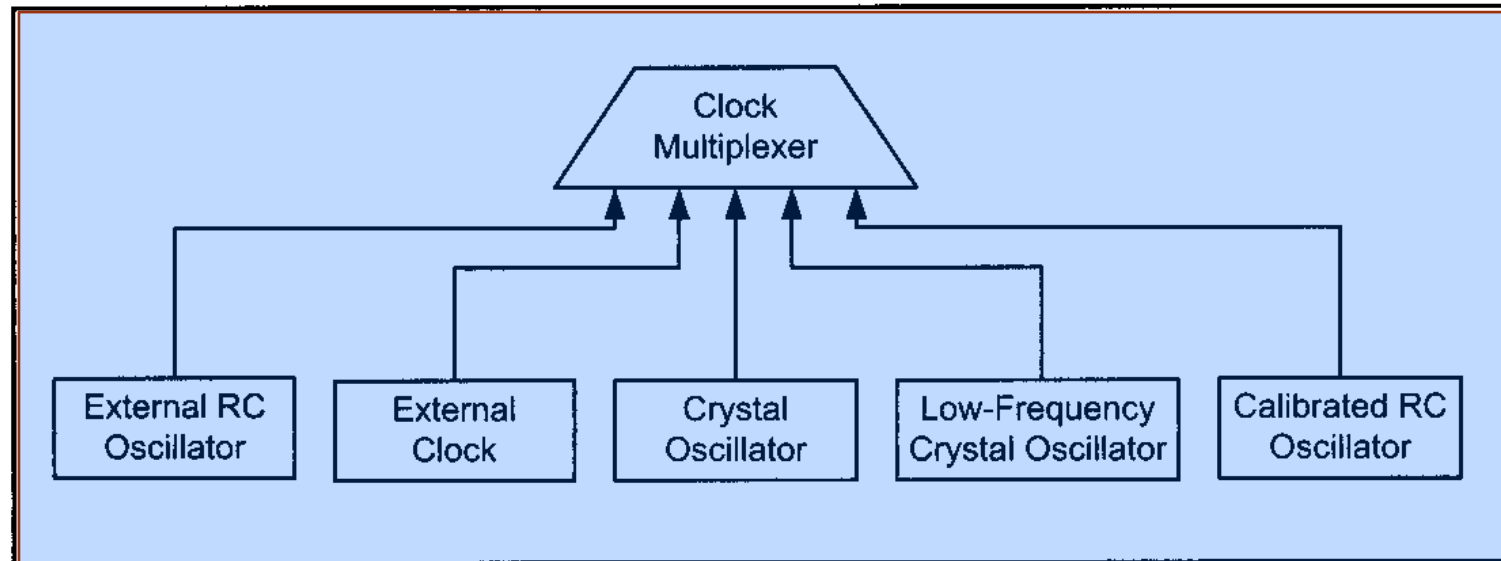 Clock
Multiplexer
External RC
Oscillator
External
Clock
Crystal
Oscillator
Low-Frequency
Crystal Oscillator
Calibrated RC
Oscillator